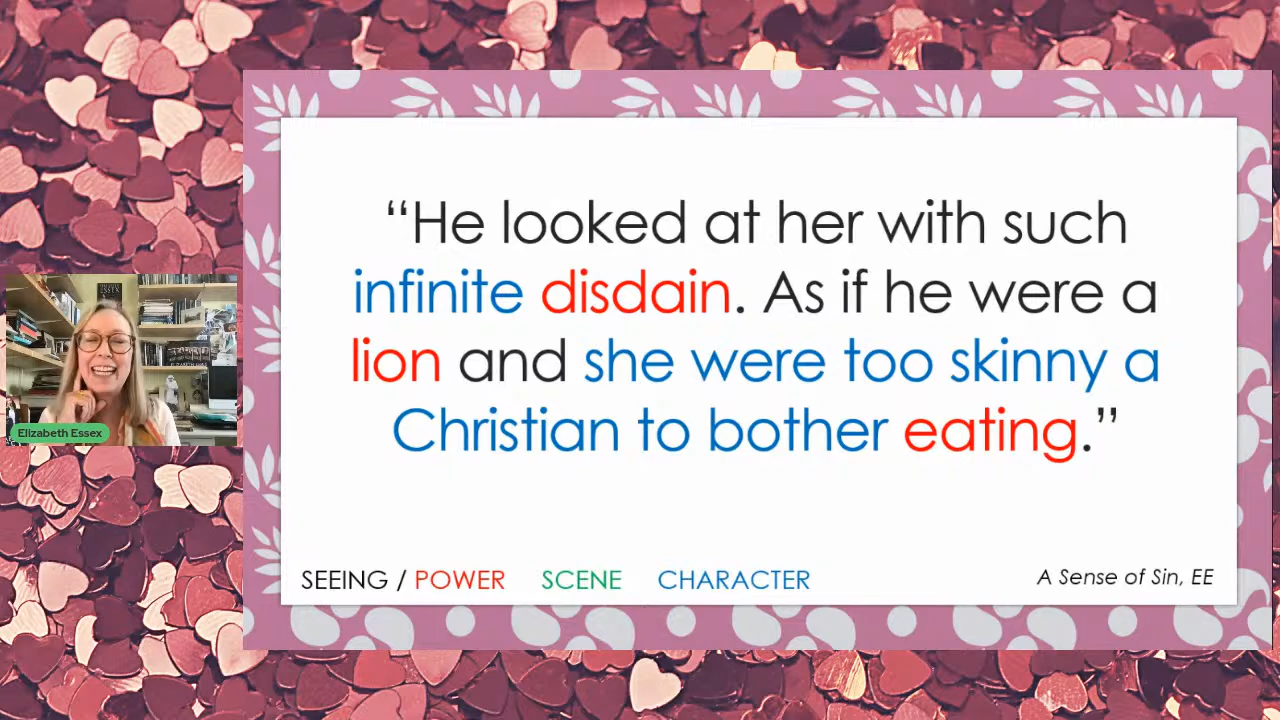 “He looked at her with such
infinite disdain. As if he were a
lion and she were too skinny a
Christian to bother eating.”
SEEING / POWER SCENE CHARACTER
A Sense of Sin, EE
Elizabeth Essex